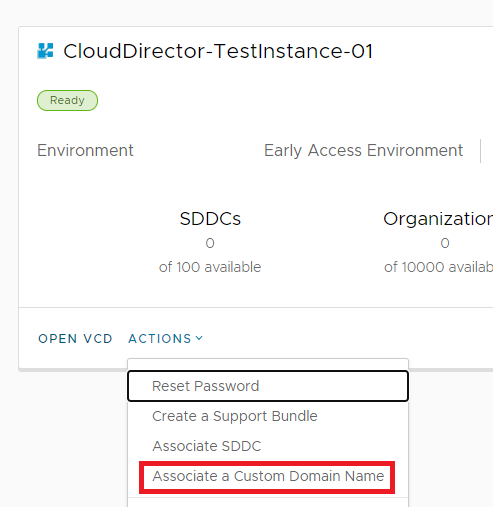 CloudDirector-TestInstance-01
Ready
Environment Early Access Environment
SDDCs Organization
0 0
of 100 available of 10000
OPEN VCD ACTIONS
Reset Password
Create a Support Bundle
Associate SDDC
Associate a Custom Domain Name